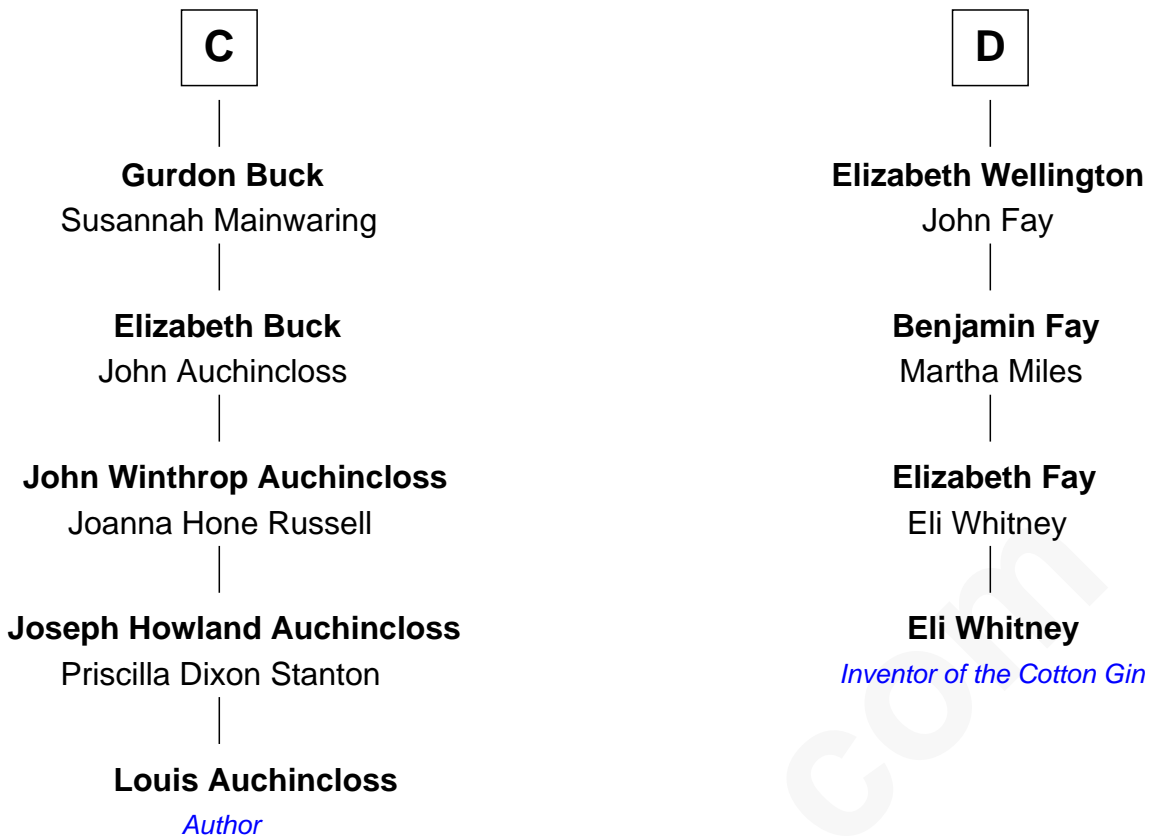 C
Gurdon Buck
Susannah Mainwaring
Elizabeth Buck
John Auchincloss
John Winthrop Auchincloss
Joanna Hone Russell
Joseph Howland Auchincloss
Priscilla Dixon Stanton
Louis Auchincloss
Author
D
Elizabeth Wellington
John Fay
Benjamin Fay
Martha Miles
Elizabeth Fay
Eli Whitney
Eli Whitney
Inventor of the Cotton Gin
com